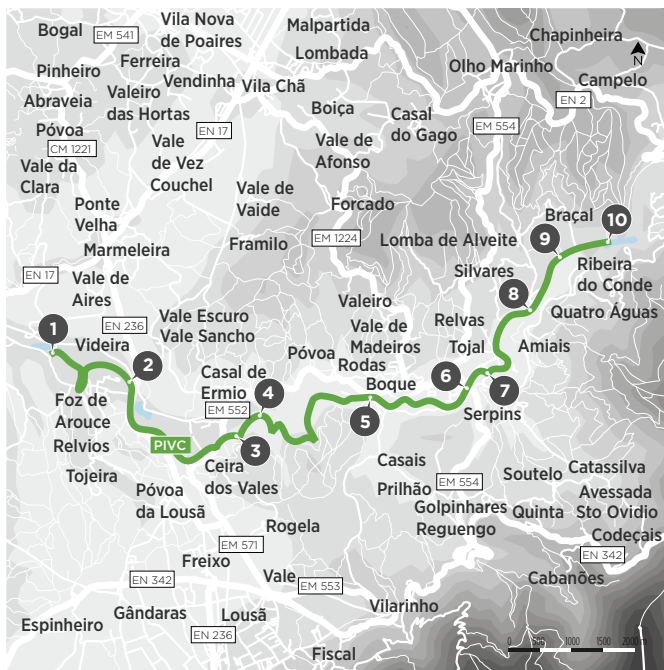 Bogal
EM 541
Vila Nova
de Poaires
Malpartida
Lombada
Chapinheira
N
Pinheiro
Ferreira
Vendinha
Vila Chã
Olho Marinho
Campelo
Abraveia
Valeiro
das Hortas
Boiça
Casal
do Gago
EN 2
Póvoa
CM 1221
EN 17
EM 554
Vale da
Clara
Vale
de Vez
Couchel
Vale de
Afonso
Ponte
Velha
Vale de
Vaide
Forcado
Braçal
10
9
Marmeleira
Framilo
EM 1224
Lomba de Alveite
Ribeira
do Conde
EN 17
Vale de
Aires
Silvares
8
Quatro Águas
Valeiro
1
EN 236
Videira
Vale Escuro
Vale Sancho
Vale de
Madeiros
Relvas
Tojal
Amiais
2
Casal de
Ermio
Póvoa
Rodas
Boque
6
7
Foz de
Arouce
EM 552
4
5
Serpins
Relvios
PIVC
3
Tojeira
Ceira
dos Vales
Casais
Prilhão
EM 554
Soutelo
Catassilva
Póvoa
da Lousã
Golpinhares
Reguengo
Quinta
Avessada
Sto Ovidio
Codeçais
Rogela
EM 571
EN 342
Freixo
EN 342
Vale
EM 553
Cabanões
Vilarinho
Espinheiro
Gândaras
Lousã
EN 236
Fiscal
0 500 1000 1500 2000 m